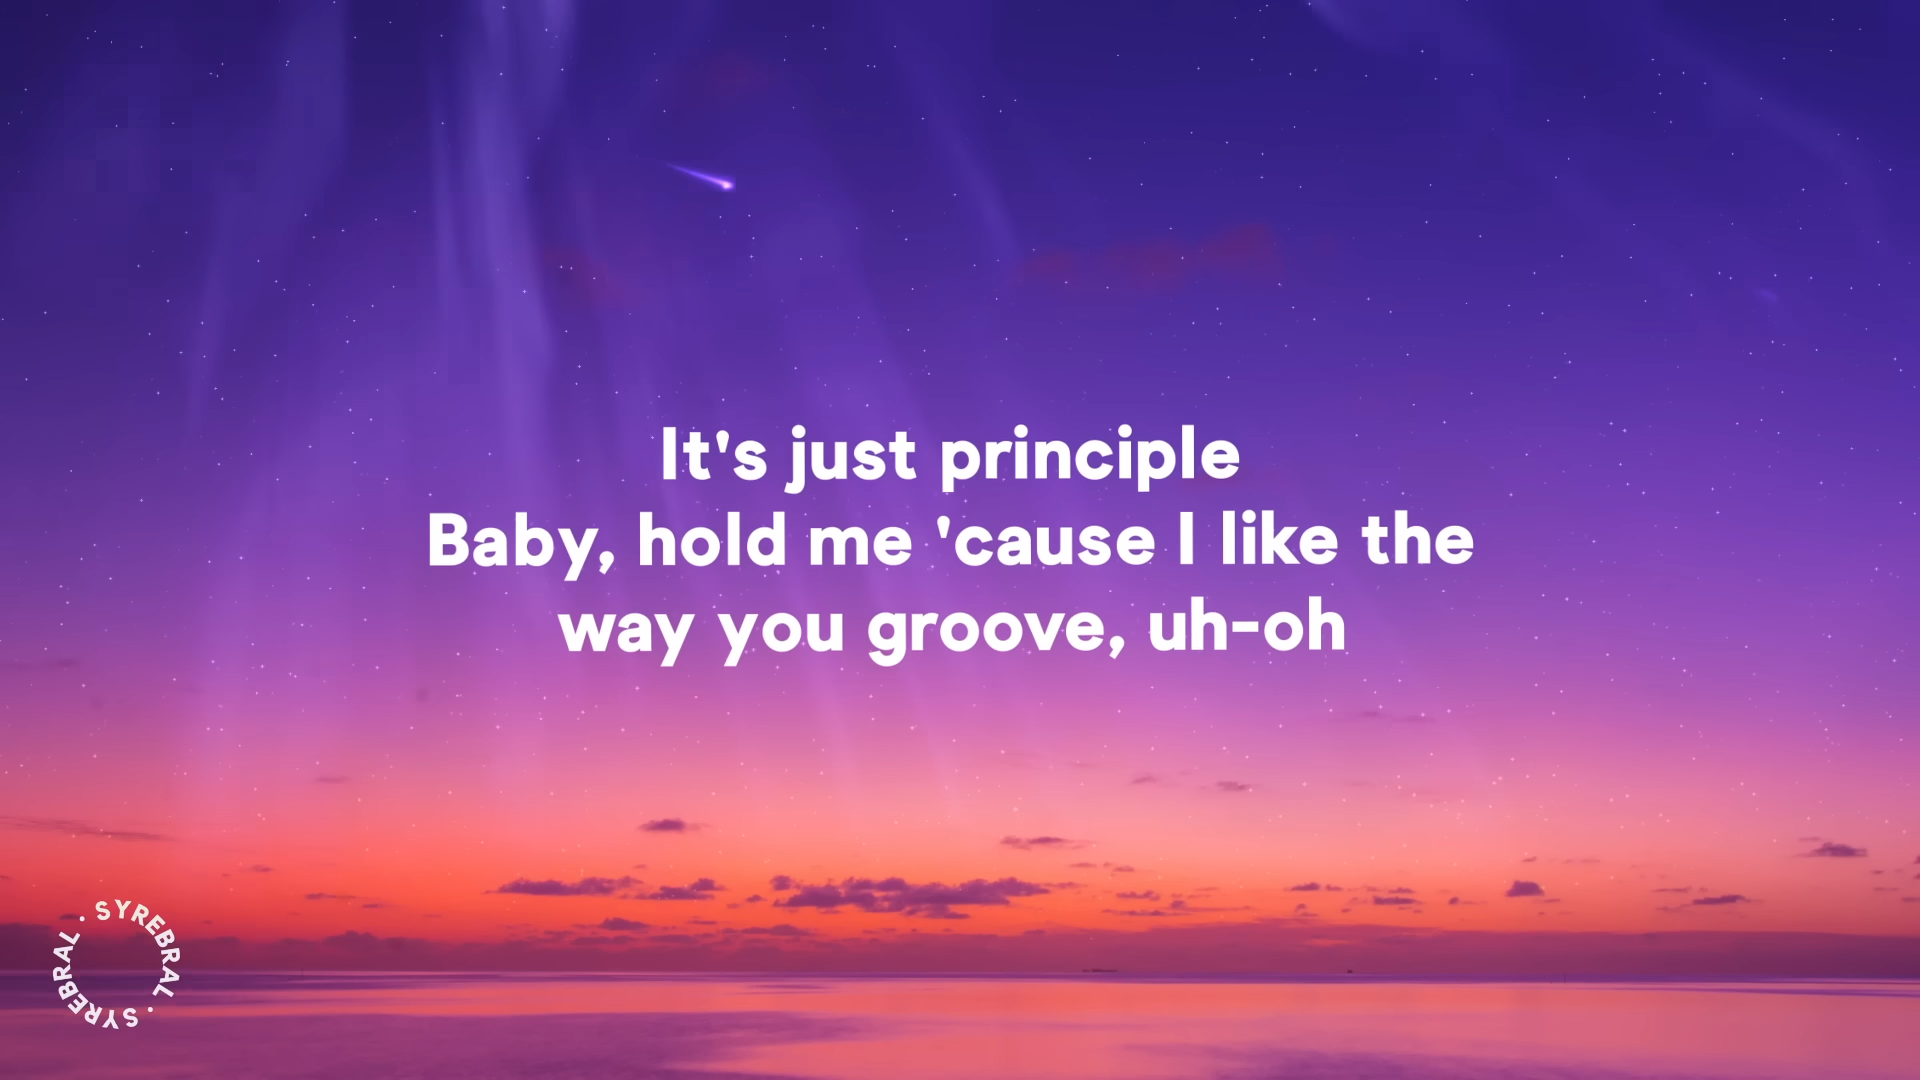 It's just principle
Baby, hold me 'cause I like the
way you groove, uh-oh
SYREBRAL · SYREBRAL ·